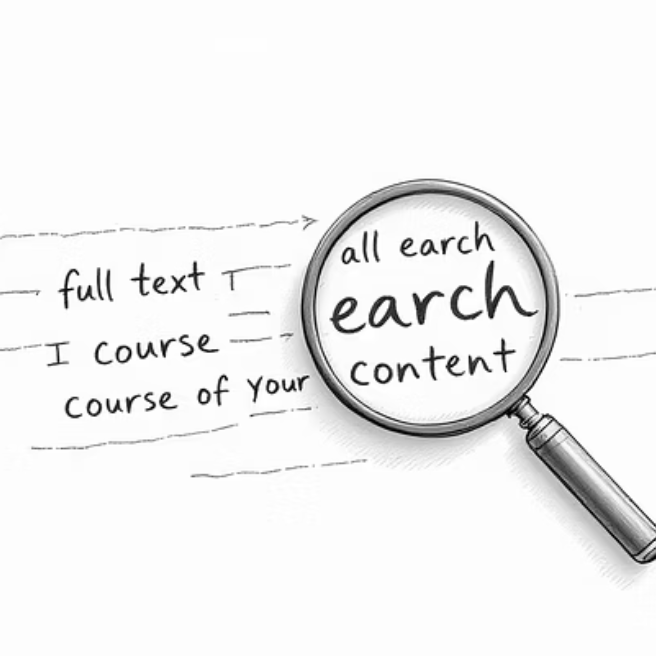 full text
I course
course of your
all earch
earch
content